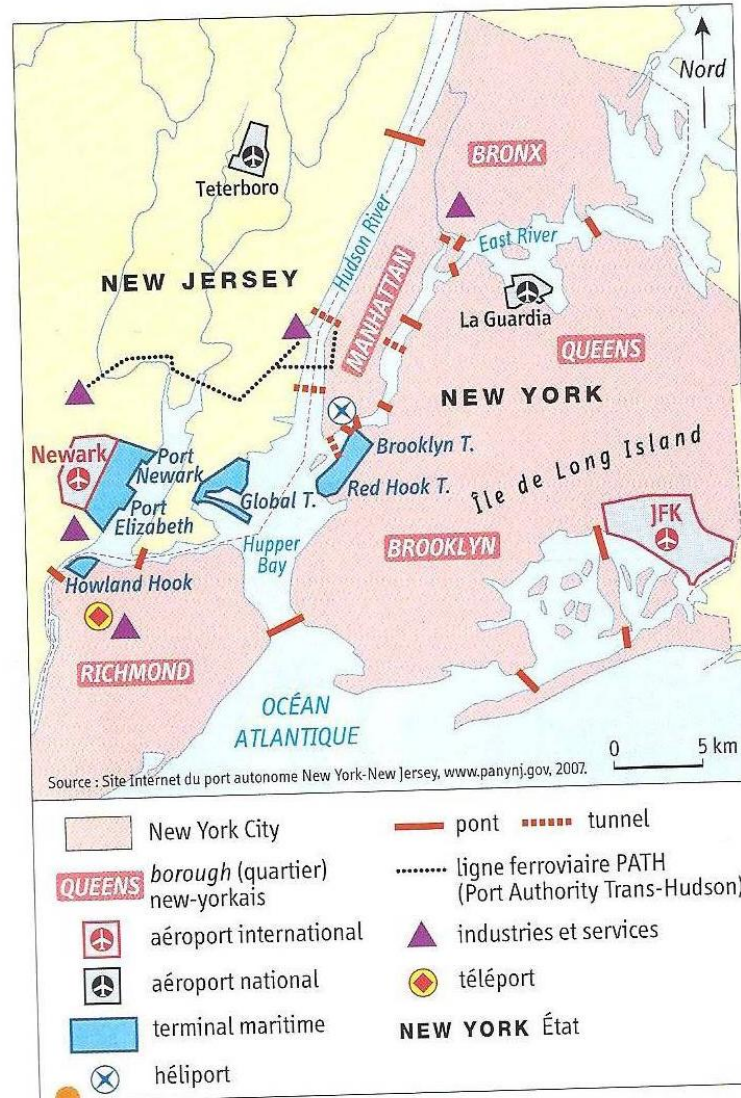 Nord
BRONX
Teterboro
Hudson River
East River
NEW JERSEY
MANHATTAN
La Guardia
QUEENS
NEW YORK
Newark
Port
Newark
Brooklyn T.
Île de Long Island
Port
Elizabeth
Global T.
Red Hook T.
JFK
Hupper
Bay
BROOKLYN
Howland Hook
RICHMOND
OCÉAN
ATLANTIQUE
0 5 km
Source : Site Internet du port autonome New York-New Jersey, www.panynj.gov, 2007.
New York City
QUEENS borough (quartier)
new-yorkais
aéroport international
aéroport national
terminal maritime
héliport
pont
tunnel
ligne ferroviaire PATH
(Port Authority Trans-Hudson)
industries et services
téléport
NEW YORK État